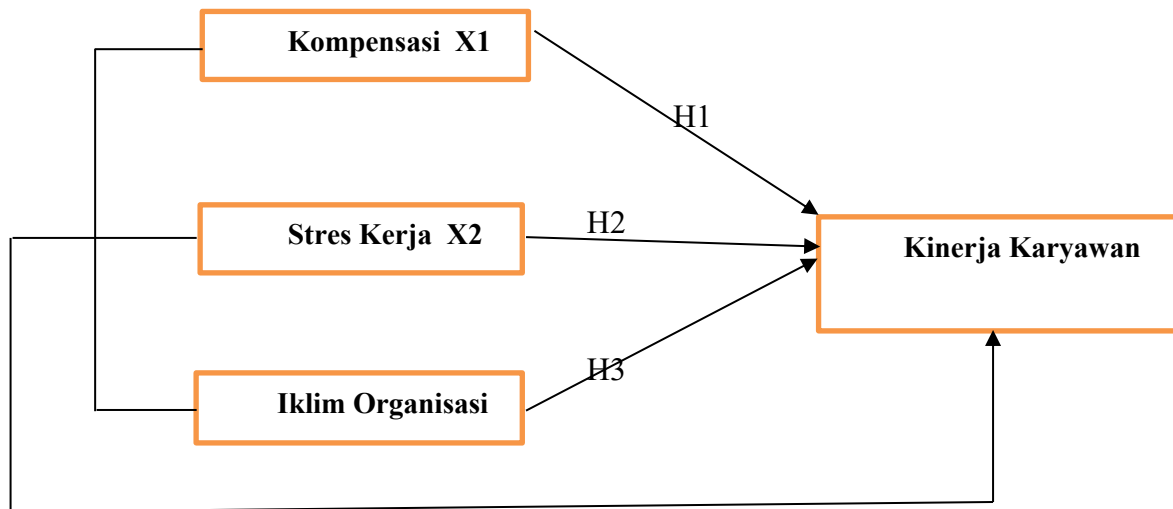 Kompensasi X1
H1
Stres Kerja X2
H2
Kinerja Karyawan
H3
Iklim Organisasi